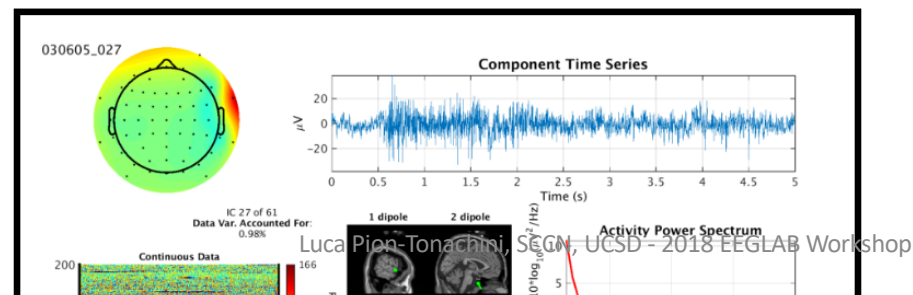 030605_027
Component Time Series
μV
20
0
-20
0 0.5 1 1.5 2 2.5 3 3.5 4 4.5 5
Time (s)
IC 27 of 61
Data Var. Accounted For:
0.98%
1 dipole 2 dipole
Activity Power Spectrum
Luca Pion-Tonachini, SCCN, UCSD - 2018 EEGLAB Workshop
Continuous Data
200
166
10
5